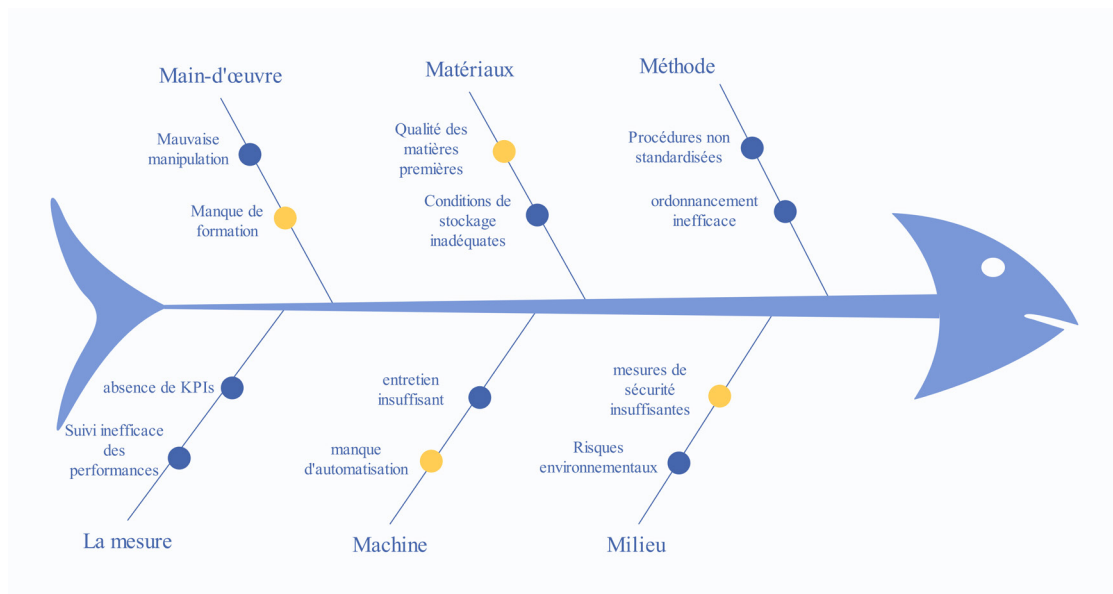 Main-d'œuvre
Mauvaise
manipulation
Manque de
formation
Matériaux
Qualité des
matières
premières
Conditions de
stockage
inadéquates
Méthode
Procédures non
standardisées
ordonnancement
inefficace
absence de KPIs
Suivi inefficace
des
performances
La mesure
entretien
insuffisant
manque
d'automatisation
Machine
mesures de
sécurité
insuffisantes
Risques
environnementaux
Milieu